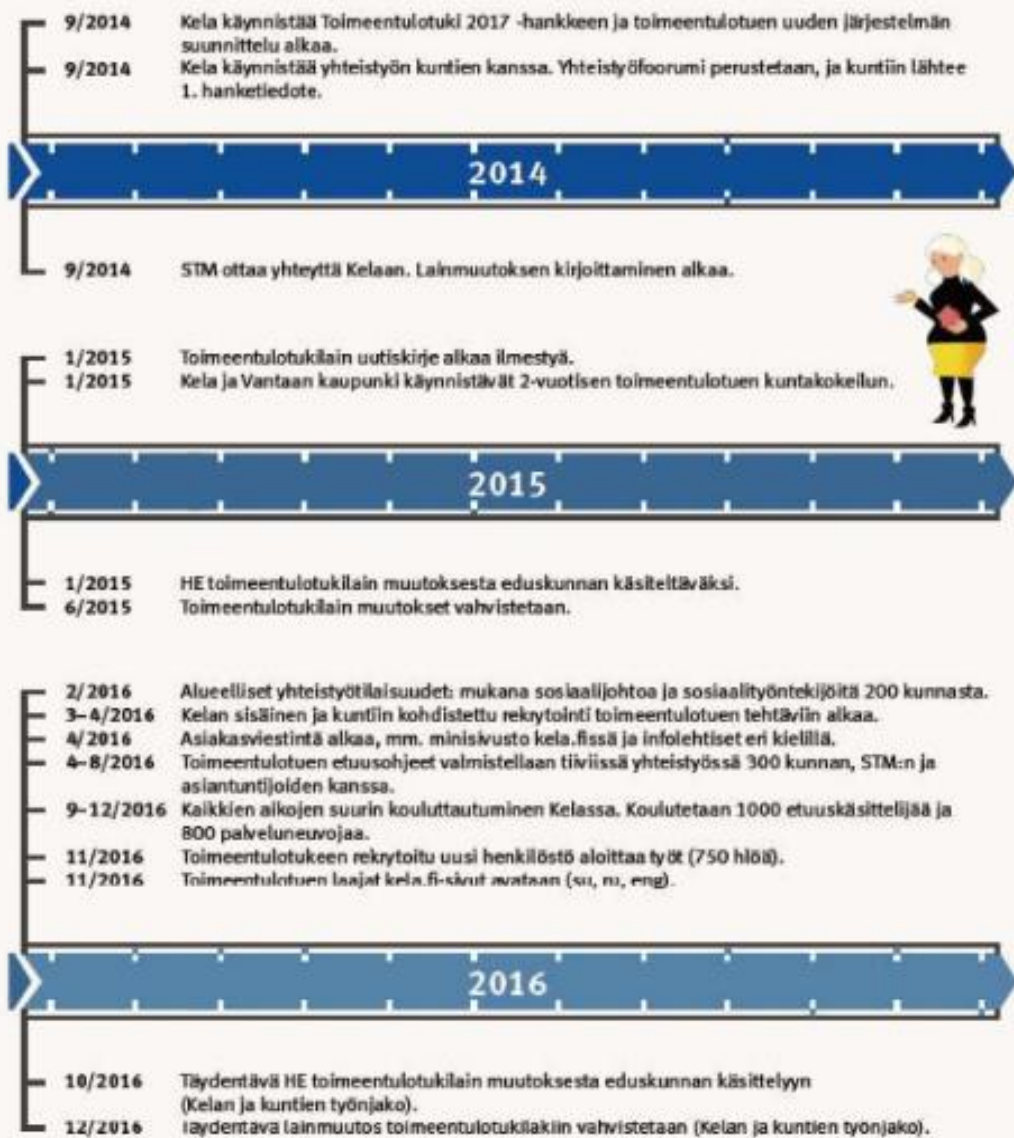 9/2014 Kela käynnistää Toimeentulotuki 2017 -hankkeen ja toimeentulotuen uuden järjestelmän
suunnittelu alkaa.
9/2014 Kela käynnistää yhteistyön kuntien kanssa. Yhteistyöfoorumi perustetaan, ja kuntiin lähtee
1. hanketiedote.
2014
9/2014 STM ottaa yhteyttä Kelaan. Lainmuutoksen kirjoittaminen alkaa.
1/2015 Toimeentulotukilain uutiskirje alkaa ilmestyä.
1/2015 Kela ja Vantaan kaupunki käynnistävät 2-vuotisen toimeentulotuen kuntakokeilun.
2015
1/2015 HE toimeentulotukilain muutoksesta eduskunnan käsiteltäväksi.
6/2015 Toimeentulotukilain muutokset vahvistetaan.
2/2016 Alueelliset yhteistyötilaisuudet: mukana sosiaalijohtoa ja sosiaalityöntekijöitä 200 kunnasta.
3–4/2016 Kelan sisäinen ja kuntiin kohdistettu rekrytointi toimeentulotuen tehtäviin alkaa.
4/2016 Asiakasviestintä alkaa, mm. minisivusto kela.fissä ja infolehtiset eri kielillä.
4–8/2016 Toimeentulotuen etuusohjeet valmistellaan tiiviissä yhteistyössä 300 kunnan, STM:n ja
asiantuntijoiden kanssa.
9–12/2016 Kaikkien aikojen suurin kouluttautuminen Kelassa. Koulutetaan 1000 etuuskäsittelijää ja
800 palveluneuvojaa.
11/2016 Toimeentulotukeen rekrytoitu uusi henkilöstö aloittaa työt (750 hlöä).
11/2016 Toimeentulotuen laajat kela.fi-sivut avataan (su, ru, eng).
2016
10/2016 Täydentävä HE toimeentulotukilain muutoksesta eduskunnan käsittelyyn
(Kelan ja kuntien työnjako).
12/2016 Täydentävä lainmuutos toimeentulotukilakiin vahvistetaan (Kelan ja kuntien työnjako).